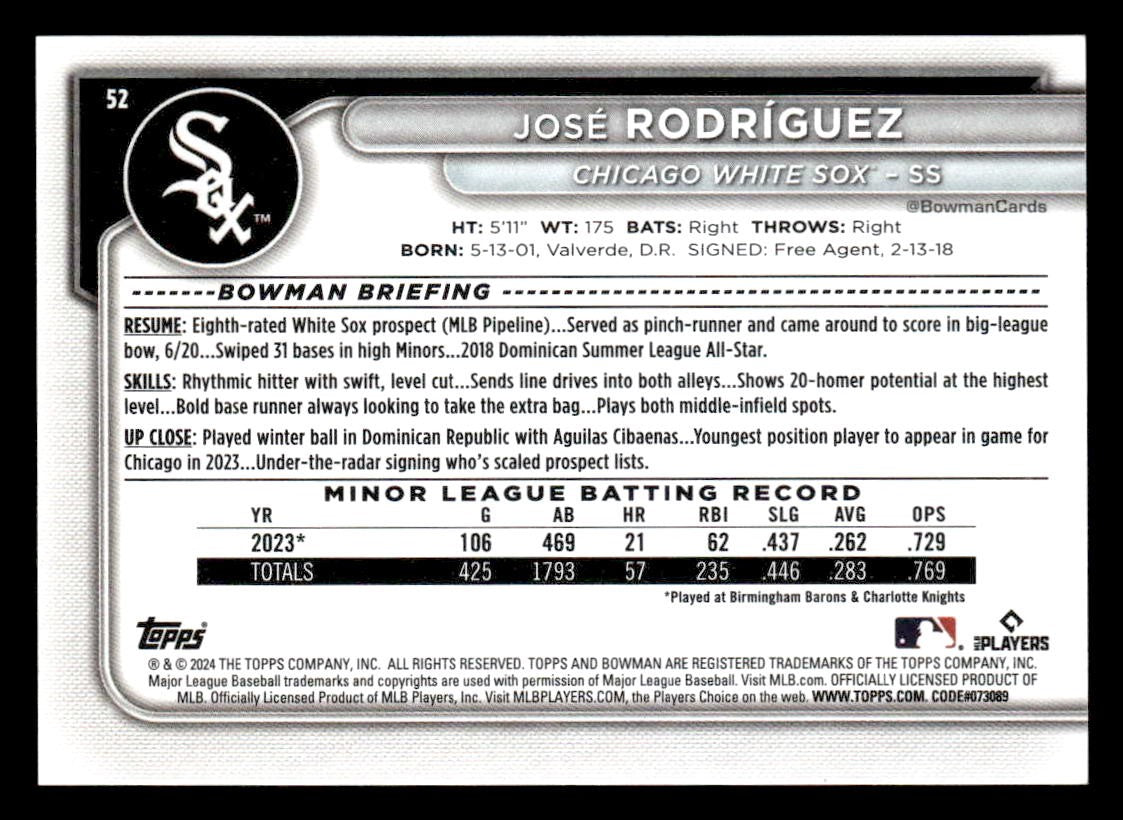 52
Sox™
JOSÉ RODRÍGUEZ
CHICAGO WHITE SOX™ – SS
@BowmanCards
HT: 5'11" WT: 175 BATS: Right THROWS: Right
BORN: 5-13-01, Valverde, D.R. SIGNED: Free Agent, 2-13-18
BOWMAN BRIEFING
RESUME: Eighth-rated White Sox prospect (MLB Pipeline)...Served as pinch-runner and came around to score in big-league
bow, 6/20...Swiped 31 bases in high Minors...2018 Dominican Summer League All-Star.
SKILLS: Rhythmic hitter with swift, level cut...Sends line drives into both alleys...Shows 20-homer potential at the highest
level...Bold base runner always looking to take the extra bag...Plays both middle-infield spots.
UP CLOSE: Played winter ball in Dominican Republic with Aguilas Cibaenas...Youngest position player to appear in game for
Chicago in 2023...Under-the-radar signing who's scaled prospect lists.
MINOR LEAGUE BATTING RECORD
YR G AB HR RBI SLG AVG OPS
2023* 106 469 21 62 .437 .262 .729
TOTALS 425 1793 57 235 .446 .283 .769
*Played at Birmingham Barons & Charlotte Knights
Topps®
MLB PLAYERS
® & © 2024 THE TOPPS COMPANY, INC. ALL RIGHTS RESERVED. TOPPS AND BOWMAN ARE REGISTERED TRADEMARKS OF THE TOPPS COMPANY, INC.
Major League Baseball trademarks and copyrights are used with permission of Major League Baseball. Visit MLB.com. OFFICIALLY LICENSED PRODUCT OF
MLB. Officially Licensed Product of MLB Players, Inc. Visit MLBPLAYERS.COM, the Players Choice on the web. WWW.TOPPS.COM. CODE#073089